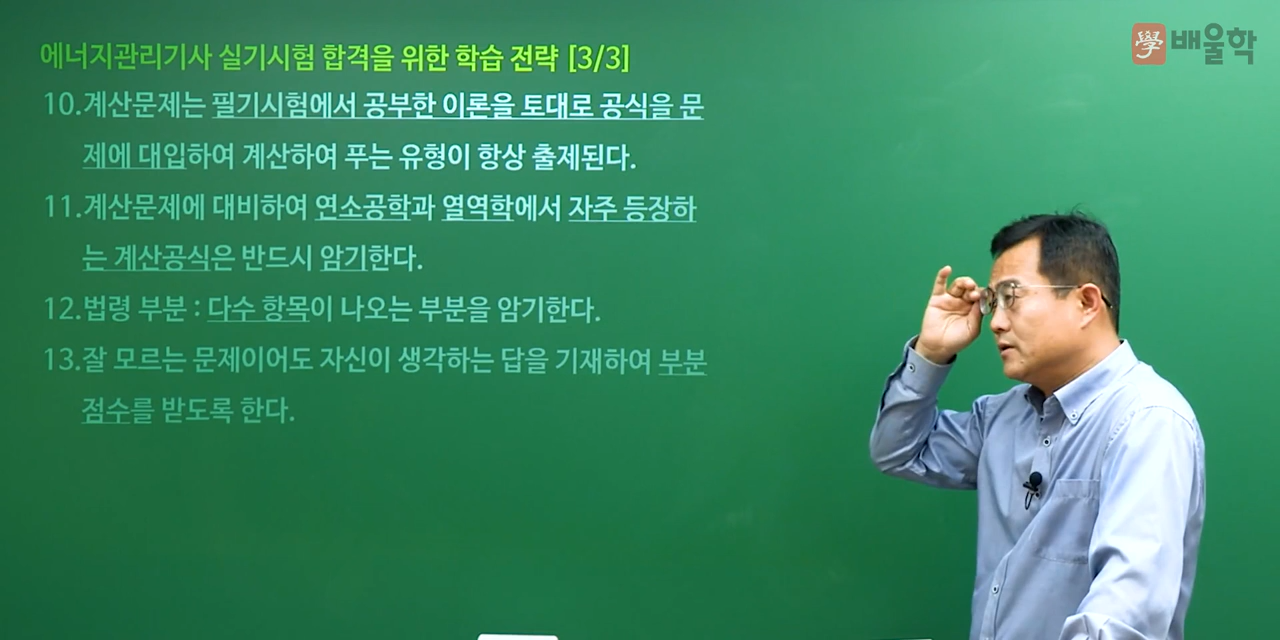 에너지관리기사 실기시험 합격을 위한 학습 전략 [3/3]
學 배울학
10.계산문제는 필기시험에서 공부한 이론을 토대로 공식을 문
제에 대입하여 계산하여 푸는 유형이 항상 출제된다.
11.계산문제에 대비하여 연소공학과 열역학에서 자주 등장하
는 계산공식은 반드시 암기한다.
12.법령 부분 : 다수 항목이 나오는 부분을 암기한다.
13.잘 모르는 문제이어도 자신이 생각하는 답을 기재하여 부분
점수를 받도록 한다.